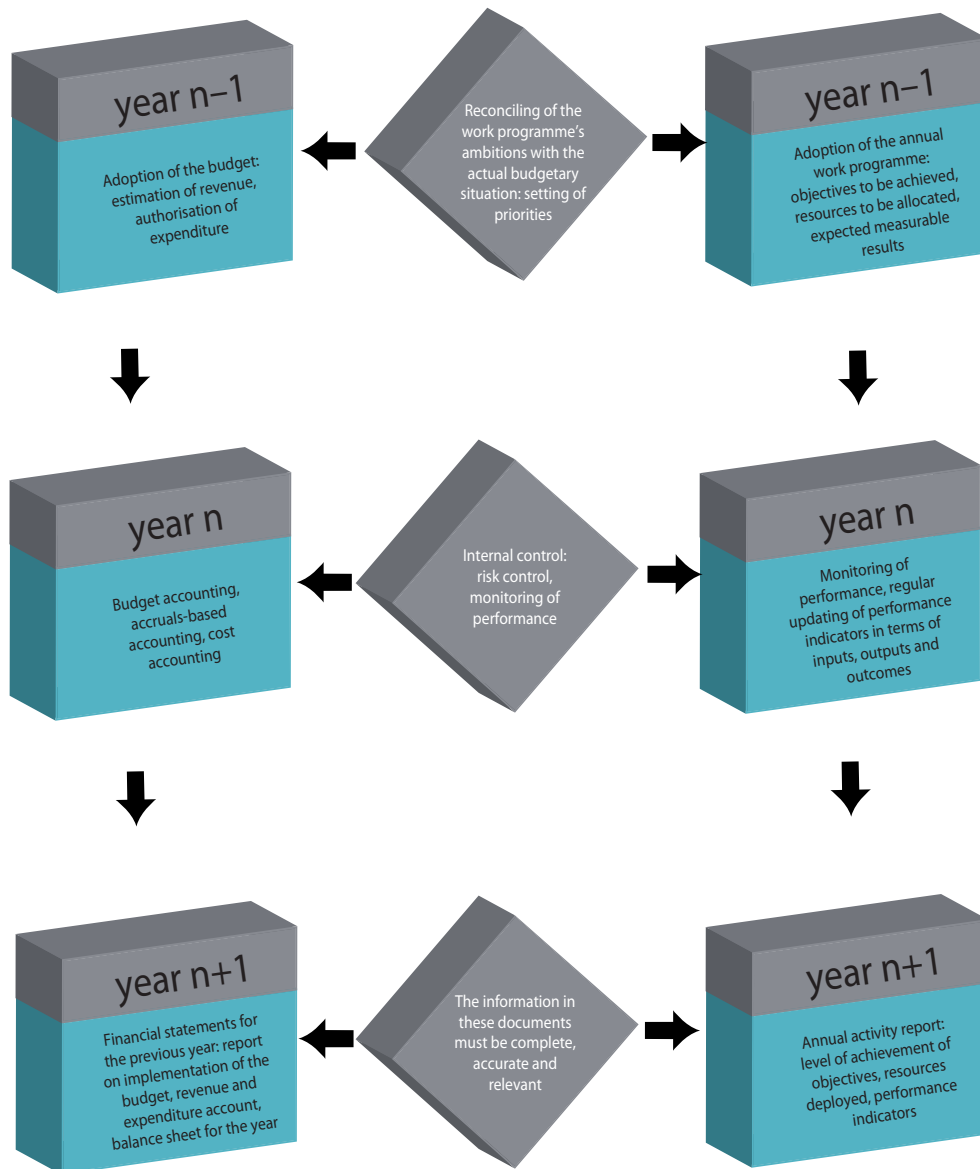 year n–1
Adoption of the budget:
estimation of revenue,
authorisation of
expenditure
Reconciling of the
work programme’s
ambitions with the
actual budgetary
situation: setting of
priorities
year n–1
Adoption of the annual
work programme:
objectives to be achieved,
resources to be allocated,
expected measurable
results
year n
Budget accounting,
accruals-based
accounting, cost
accounting
Internal control:
risk control,
monitoring of
performance
year n
Monitoring of
performance, regular
updating of performance
indicators in terms of
inputs, outputs and
outcomes
year n+1
Financial statements for
the previous year: report
on implementation of the
budget, revenue and
expenditure account,
balance sheet for the year
The information in
these documents
must be complete,
accurate and
relevant
year n+1
Annual activity report:
level of achievement of
objectives, resources
deployed, performance
indicators